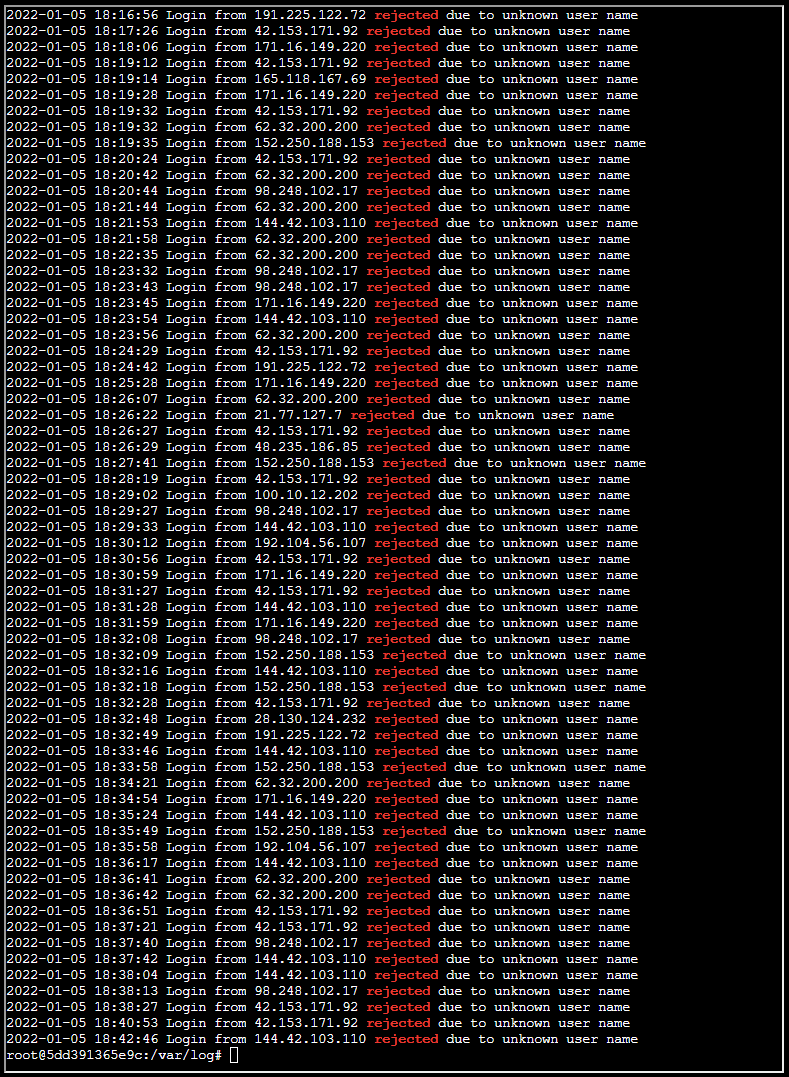 2022-01-05 18:16:56 Login from 191.225.122.72 rejected due to unknown user name
2022-01-05 18:17:26 Login from 42.153.171.92 rejected due to unknown user name
2022-01-05 18:18:06 Login from 171.16.149.220 rejected due to unknown user name
2022-01-05 18:19:12 Login from 42.153.171.92 rejected due to unknown user name
2022-01-05 18:19:14 Login from 165.118.167.69 rejected due to unknown user name
2022-01-05 18:19:28 Login from 171.16.149.220 rejected due to unknown user name
2022-01-05 18:19:32 Login from 42.153.171.92 rejected due to unknown user name
2022-01-05 18:19:32 Login from 62.32.200.200 rejected due to unknown user name
2022-01-05 18:19:35 Login from 152.250.188.153 rejected due to unknown user name
2022-01-05 18:20:24 Login from 42.153.171.92 rejected due to unknown user name
2022-01-05 18:20:42 Login from 62.32.200.200 rejected due to unknown user name
2022-01-05 18:20:44 Login from 98.248.102.17 rejected due to unknown user name
2022-01-05 18:21:44 Login from 62.32.200.200 rejected due to unknown user name
2022-01-05 18:21:53 Login from 144.42.103.110 rejected due to unknown user name
2022-01-05 18:21:58 Login from 62.32.200.200 rejected due to unknown user name
2022-01-05 18:22:35 Login from 62.32.200.200 rejected due to unknown user name
2022-01-05 18:23:32 Login from 98.248.102.17 rejected due to unknown user name
2022-01-05 18:23:43 Login from 98.248.102.17 rejected due to unknown user name
2022-01-05 18:23:45 Login from 171.16.149.220 rejected due to unknown user name
2022-01-05 18:23:54 Login from 144.42.103.110 rejected due to unknown user name
2022-01-05 18:23:56 Login from 62.32.200.200 rejected due to unknown user name
2022-01-05 18:24:29 Login from 42.153.171.92 rejected due to unknown user name
2022-01-05 18:24:42 Login from 191.225.122.72 rejected due to unknown user name
2022-01-05 18:25:28 Login from 171.16.149.220 rejected due to unknown user name
2022-01-05 18:26:07 Login from 62.32.200.200 rejected due to unknown user name
2022-01-05 18:26:22 Login from 21.77.127.7 rejected due to unknown user name
2022-01-05 18:26:27 Login from 42.153.171.92 rejected due to unknown user name
2022-01-05 18:26:29 Login from 48.235.186.85 rejected due to unknown user name
2022-01-05 18:27:41 Login from 152.250.188.153 rejected due to unknown user name
2022-01-05 18:28:19 Login from 42.153.171.92 rejected due to unknown user name
2022-01-05 18:29:02 Login from 100.10.12.202 rejected due to unknown user name
2022-01-05 18:29:27 Login from 98.248.102.17 rejected due to unknown user name
2022-01-05 18:29:33 Login from 144.42.103.110 rejected due to unknown user name
2022-01-05 18:30:12 Login from 192.104.56.107 rejected due to unknown user name
2022-01-05 18:30:56 Login from 42.153.171.92 rejected due to unknown user name
2022-01-05 18:30:59 Login from 171.16.149.220 rejected due to unknown user name
2022-01-05 18:31:27 Login from 42.153.171.92 rejected due to unknown user name
2022-01-05 18:31:28 Login from 144.42.103.110 rejected due to unknown user name
2022-01-05 18:31:59 Login from 171.16.149.220 rejected due to unknown user name
2022-01-05 18:32:08 Login from 98.248.102.17 rejected due to unknown user name
2022-01-05 18:32:09 Login from 152.250.188.153 rejected due to unknown user name
2022-01-05 18:32:16 Login from 144.42.103.110 rejected due to unknown user name
2022-01-05 18:32:18 Login from 152.250.188.153 rejected due to unknown user name
2022-01-05 18:32:28 Login from 42.153.171.92 rejected due to unknown user name
2022-01-05 18:32:48 Login from 28.130.124.232 rejected due to unknown user name
2022-01-05 18:32:49 Login from 191.225.122.72 rejected due to unknown user name
2022-01-05 18:33:46 Login from 144.42.103.110 rejected due to unknown user name
2022-01-05 18:33:58 Login from 152.250.188.153 rejected due to unknown user name
2022-01-05 18:34:21 Login from 62.32.200.200 rejected due to unknown user name
2022-01-05 18:34:54 Login from 171.16.149.220 rejected due to unknown user name
2022-01-05 18:35:24 Login from 144.42.103.110 rejected due to unknown user name
2022-01-05 18:35:49 Login from 152.250.188.153 rejected due to unknown user name
2022-01-05 18:35:58 Login from 192.104.56.107 rejected due to unknown user name
2022-01-05 18:36:17 Login from 144.42.103.110 rejected due to unknown user name
2022-01-05 18:36:41 Login from 62.32.200.200 rejected due to unknown user name
2022-01-05 18:36:42 Login from 62.32.200.200 rejected due to unknown user name
2022-01-05 18:36:51 Login from 42.153.171.92 rejected due to unknown user name
2022-01-05 18:37:21 Login from 42.153.171.92 rejected due to unknown user name
2022-01-05 18:37:40 Login from 98.248.102.17 rejected due to unknown user name
2022-01-05 18:37:42 Login from 144.42.103.110 rejected due to unknown user name
2022-01-05 18:38:04 Login from 144.42.103.110 rejected due to unknown user name
2022-01-05 18:38:13 Login from 98.248.102.17 rejected due to unknown user name
2022-01-05 18:38:27 Login from 42.153.171.92 rejected due to unknown user name
2022-01-05 18:40:53 Login from 42.153.171.92 rejected due to unknown user name
2022-01-05 18:42:46 Login from 144.42.103.110 rejected due to unknown user name
root@5dd391365e9c:/var/log#